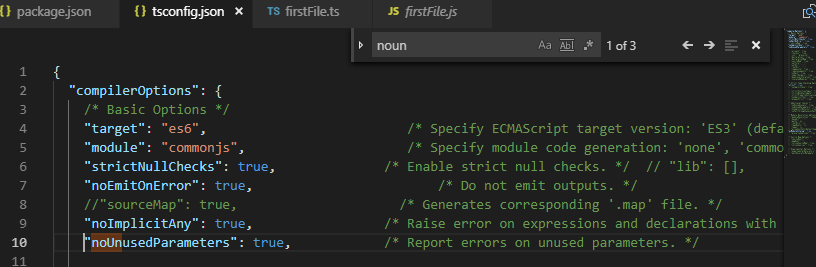 {} package.json {} tsconfig.json × TS firstFile.ts JS firstFile.js
noun Aa Abl .* 1 of 3
1 {
2 "compilerOptions": {
3 /* Basic Options */
4 "target": "es6", /* Specify ECMAScript target version: 'ES3' (defa
5 "module": "commonjs", /* Specify module code generation: 'none', 'commo
6 "strictNullChecks": true, /* Enable strict null checks. */ // "lib": [],
7 "noEmitOnError": true, /* Do not emit outputs. */
8 //"sourceMap": true, /* Generates corresponding '.map' file. */
9 "noImplicitAny": true, /* Raise error on expressions and declarations with
10 "noUnusedParameters": true, /* Report errors on unused parameters. */